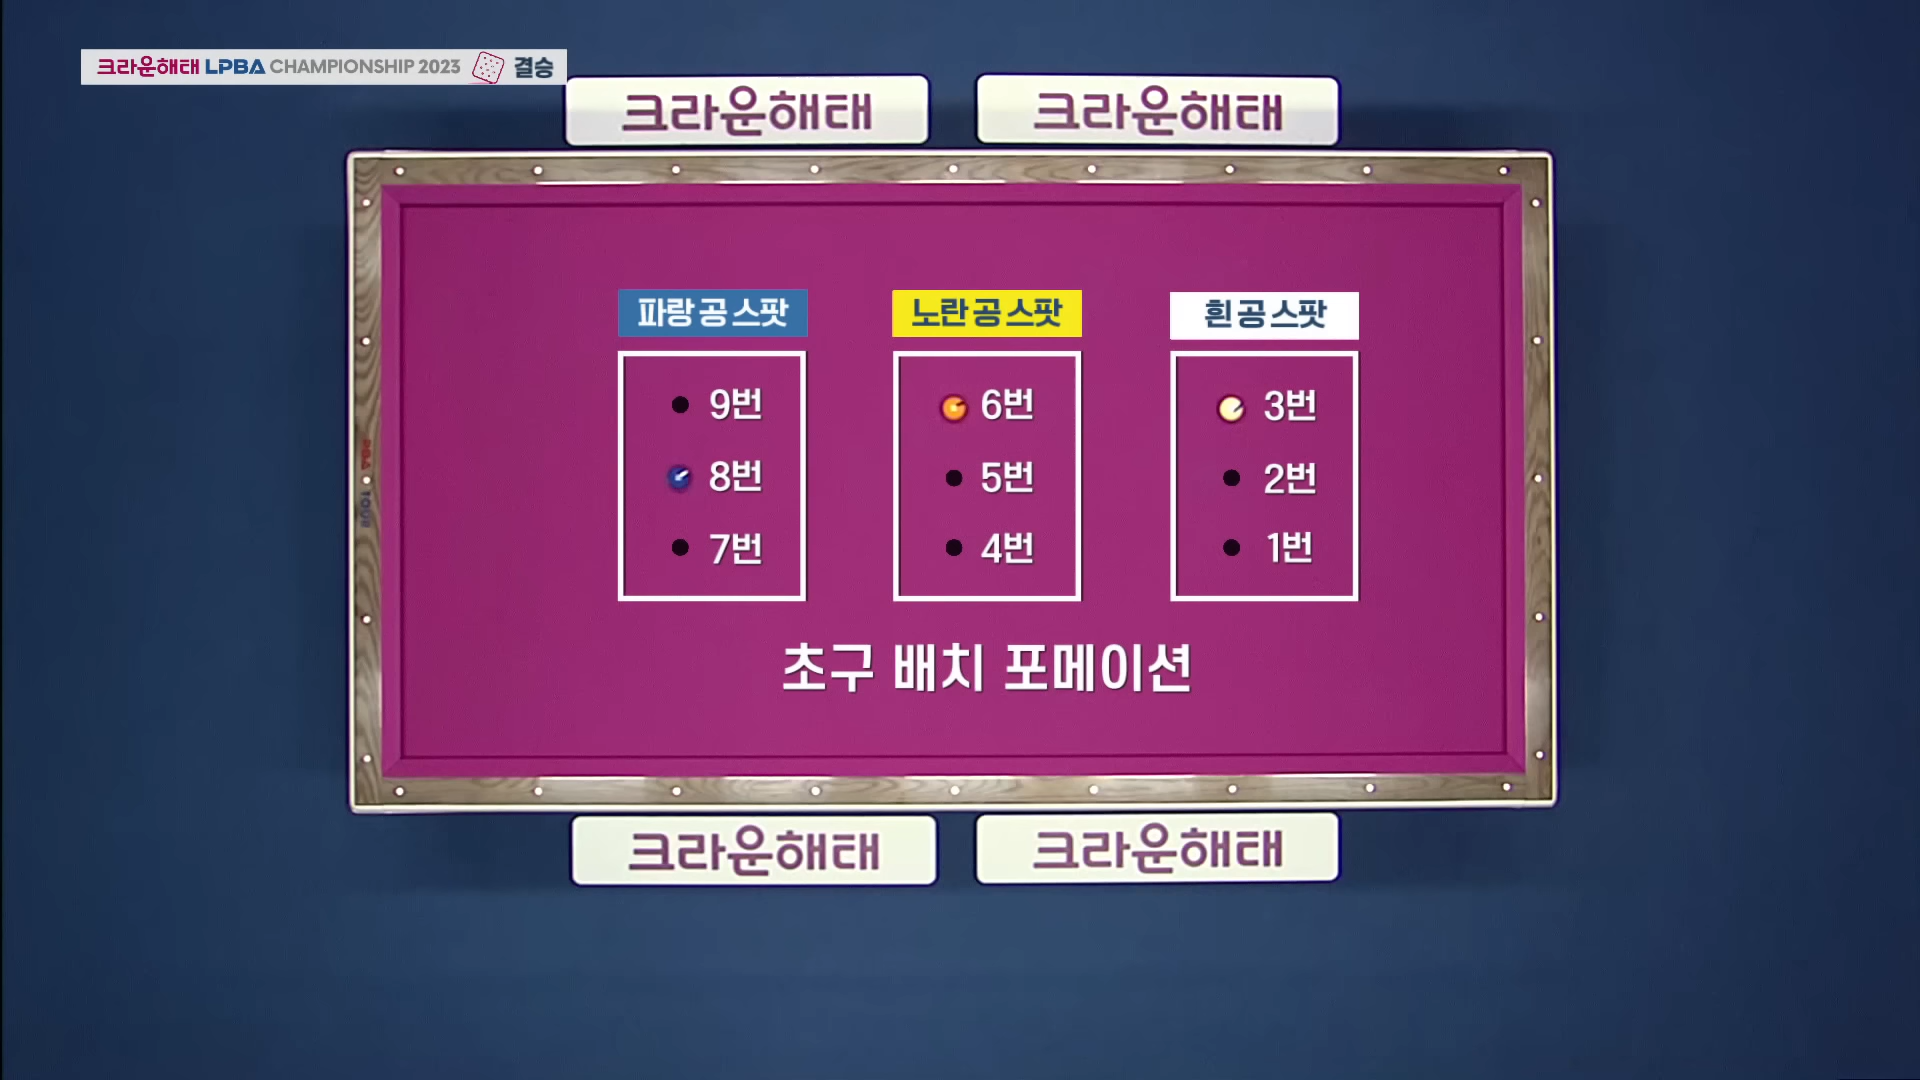 크라운해태 LPBA CHAMPIONSHIP 2023 결승
크라운해태 크라운해태
파랑 공 스팟 노란 공 스팟 흰 공 스팟
9번 6번 3번
8번 5번 2번
7번 4번 1번
PBA TOUR
초구 배치 포메이션
크라운해태 크라운해태